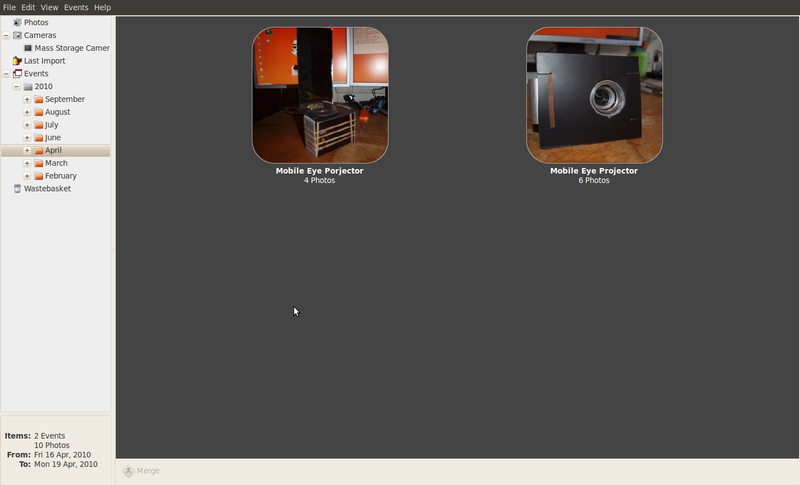 File Edit View Events Help
Photos
Cameras
Mass Storage Camer
Last Import
Events
2010
September
August
July
June
April
March
February
Wastebasket
Mobile Eye Porjector
4 Photos
Mobile Eye Projector
6 Photos
Items: 2 Events
10 Photos
From: Fri 16 Apr, 2010
To: Mon 19 Apr, 2010
Merge